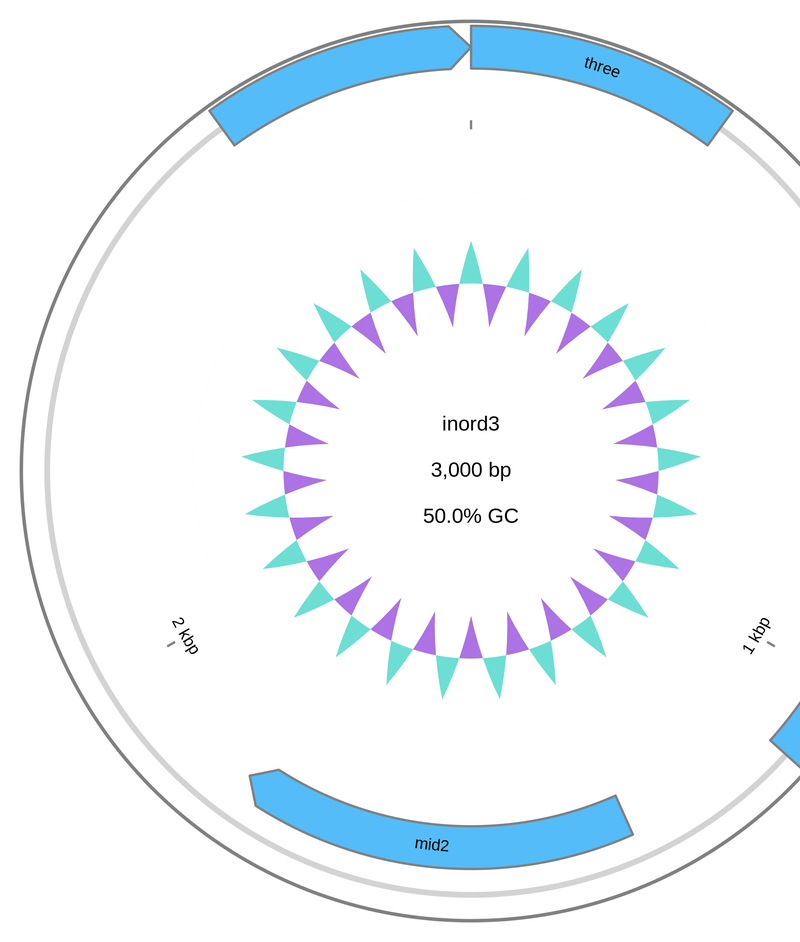 three
inord3
3,000 bp
50.0% GC
2 kbp
1 kbp
mid2